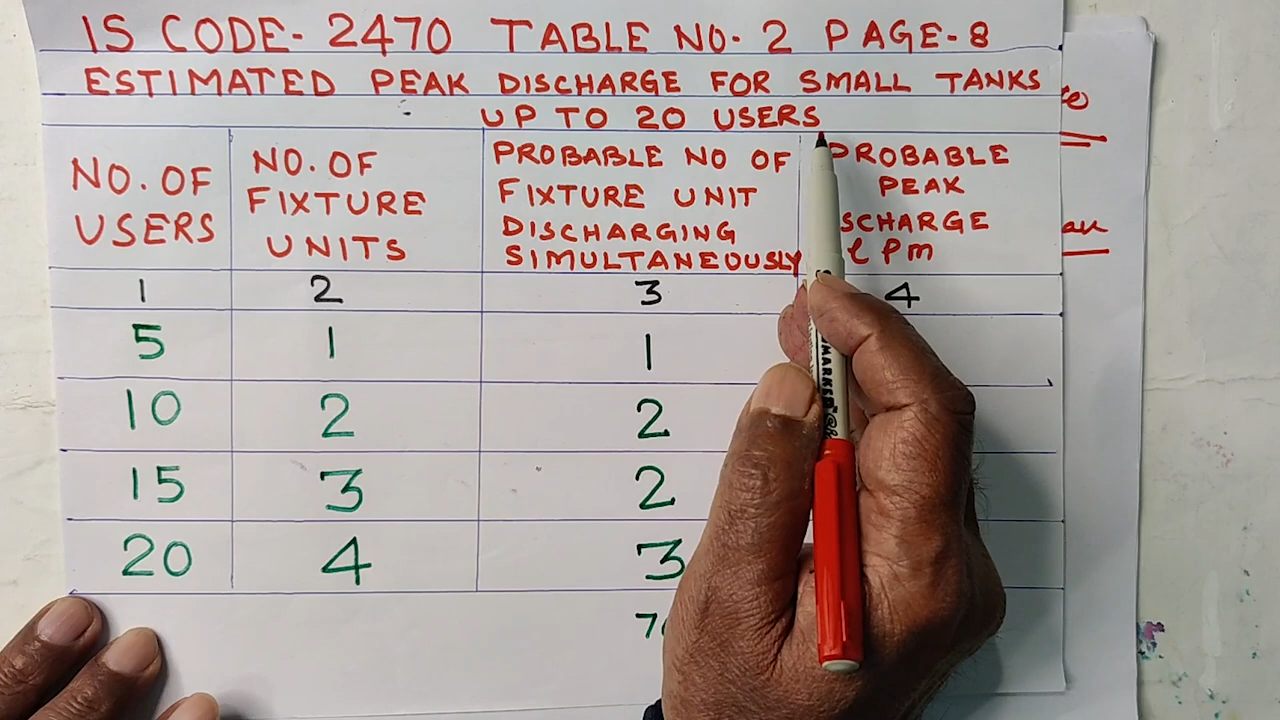 IS CODE- 2470 TABLE NO. 2 PAGE-8
ESTIMATED PEAK DISCHARGE FOR SMALL TANKS
UP TO 20 USERS
NO. OF USERS
NO. OF FIXTURE UNITS
PROBABLE NO OF FIXTURE UNIT DISCHARGING SIMULTANEOUSLY
PROBABLE PEAK SCHARGE lPm
1 2 3 4
5 1 1
10 2 2
15 3 2
20 4 3
MARKER